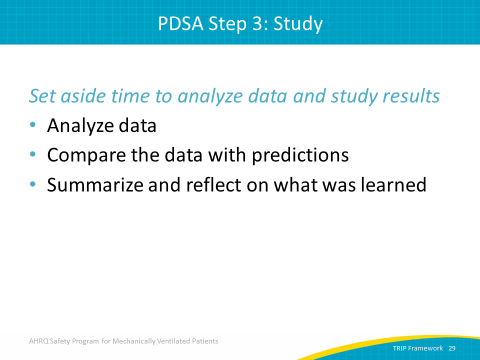 PDSA Step 3: Study
Set aside time to analyze data and study results
• Analyze data
• Compare the data with predictions
• Summarize and reflect on what was learned
AHRQ Safety Program for Mechanically Ventilated Patients
TRIP Framework 29